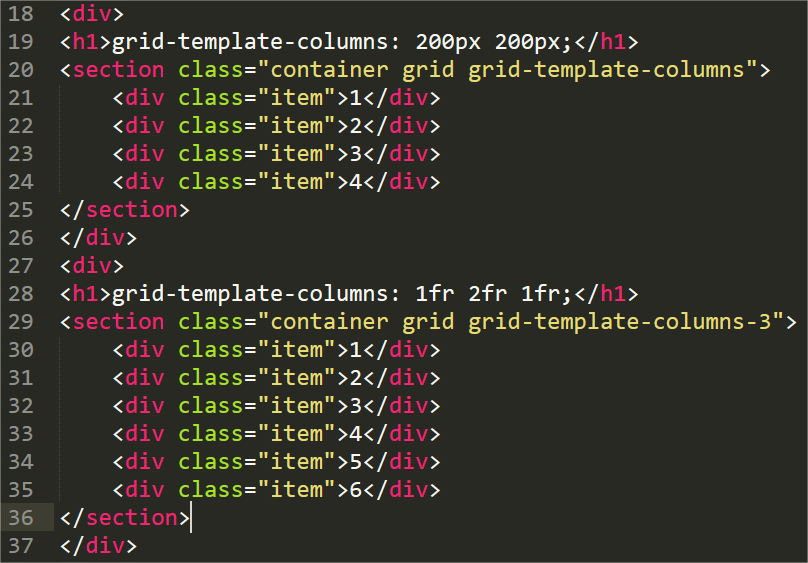 18 <div>
19 <h1>grid-template-columns: 200px 200px;</h1>
20 <section class="container grid grid-template-columns">
21     <div class="item">1</div>
22     <div class="item">2</div>
23     <div class="item">3</div>
24     <div class="item">4</div>
25 </section>
26 </div>
27 <div>
28 <h1>grid-template-columns: 1fr 2fr 1fr;</h1>
29 <section class="container grid grid-template-columns-3">
30     <div class="item">1</div>
31     <div class="item">2</div>
32     <div class="item">3</div>
33     <div class="item">4</div>
34     <div class="item">5</div>
35     <div class="item">6</div>
36 </section>
37 </div>